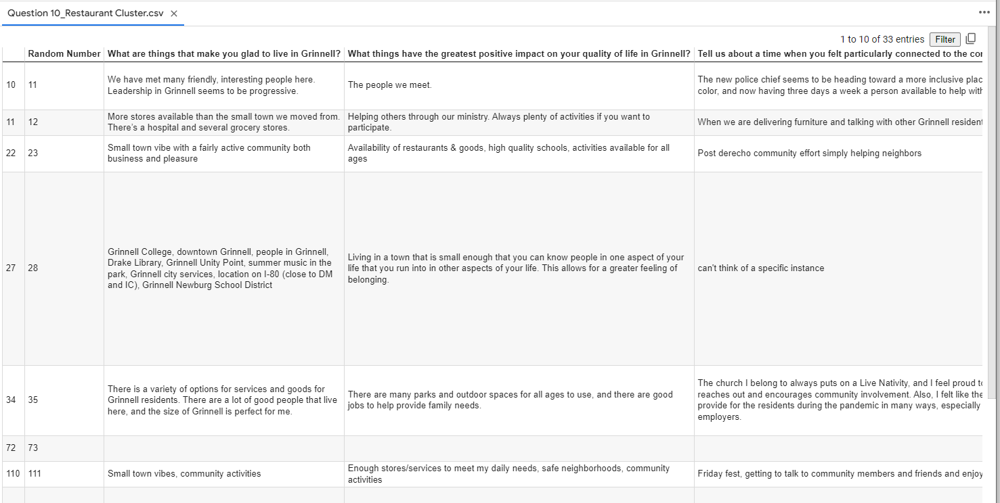 Question 10_Restaurant Cluster.csv ×
1 to 10 of 33 entries Filter
Random Number What are things that make you glad to live in Grinnell? What things have the greatest positive impact on your quality of life in Grinnell? Tell us about a time when you felt particularly connected to the cor
10 11
We have met many friendly, interesting people here.
Leadership in Grinnell seems to be progressive.
The people we meet.
The new police chief seems to be heading toward a more inclusive plac
color, and now having three days a week a person available to help with
11 12
More stores available than the small town we moved from.
There's a hospital and several grocery stores.
Helping others through our ministry. Always plenty of activities if you want to
participate.
When we are delivering furniture and talking with other Grinnell resident
22 23
Small town vibe with a fairly active community both
business and pleasure
Availability of restaurants & goods, high quality schools, activities available for all
ages
Post derecho community effort simply helping neighbors
27 28
Grinnell College, downtown Grinnell, people in Grinnell,
Drake Library, Grinnell Unity Point, summer music in the
park, Grinnell city services, location on I-80 (close to DM
and IC), Grinnell Newburg School District
Living in a town that is small enough that you can know people in one aspect of your
life that you run into in other aspects of your life. This allows for a greater feeling of
belonging.
can't think of a specific instance
34 35
There is a variety of options for services and goods for
Grinnell residents. There are a lot of good people that live
here, and the size of Grinnell is perfect for me.
There are many parks and outdoor spaces for all ages to use, and there are good
jobs to help provide family needs.
The church I belong to always puts on a Live Nativity, and I feel proud to
reaches out and encourages community involvement. Also, I felt like the
provide for the residents during the pandemic in many ways, especially
employers.
72 73
110 111
Small town vibes, community activities
Enough stores/services to meet my daily needs, safe neighborhoods, community
activities
Friday fest, getting to talk to community members and friends and enjoy